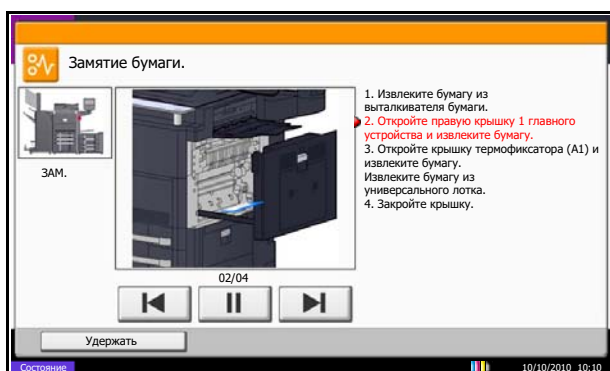 Замятие бумаги.
1. Извлеките бумагу из
выталкивателя бумаги.
2. Откройте правую крышку 1 главного
устройства и извлеките бумагу.
3. Откройте крышку термофиксатора (A1) и
извлеките бумагу.
Извлеките бумагу из
универсального лотка.
4. Закройте крышку.
ЗАМ.
02/04
Удержать
Состояние
10/10/2010 10:10